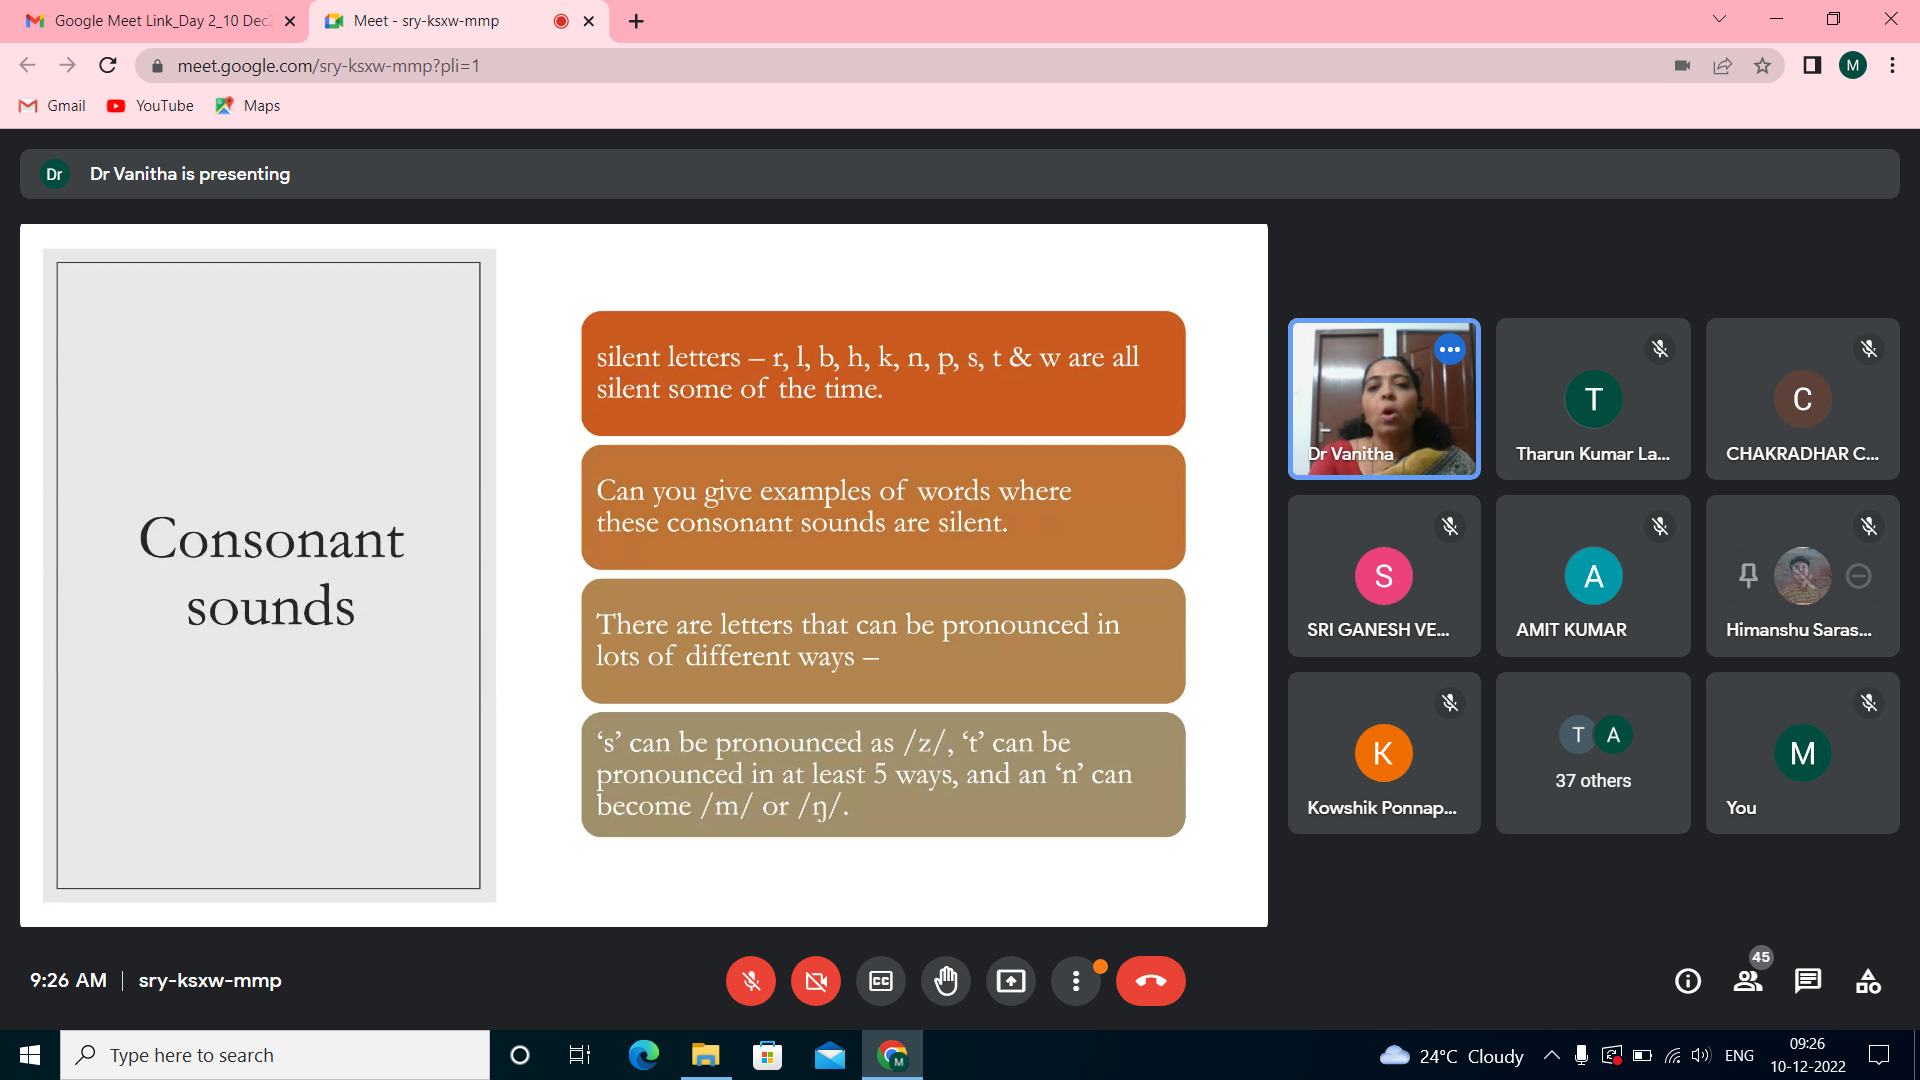 Google Meet Link_Day 2_10 Dec2
Meet - sry-ksxw-mmp
meet.google.com/sry-ksxw-mmp?pli=1
M
Gmail
YouTube
Maps
Dr
Dr Vanitha is presenting
Consonant
sounds
silent letters – r, l, b, h, k, n, p, s, t & w are all
silent some of the time.
Can you give examples of words where
these consonant sounds are silent.
There are letters that can be pronounced in
lots of different ways –
‘s’ can be pronounced as /z/, ‘t’ can be
pronounced in at least 5 ways, and an ‘n’ can
become /m/ or /ŋ/.
Dr Vanitha
T
Tharun Kumar La...
C
CHAKRADHAR C...
S
SRI GANESH VE...
A
AMIT KUMAR
Himanshu Saras...
K
Kowshik Ponnap...
T A
37 others
M
You
9:26 AM | sry-ksxw-mmp
CC
45
Type here to search
M
24°C Cloudy
ENG
09:26
10-12-2022